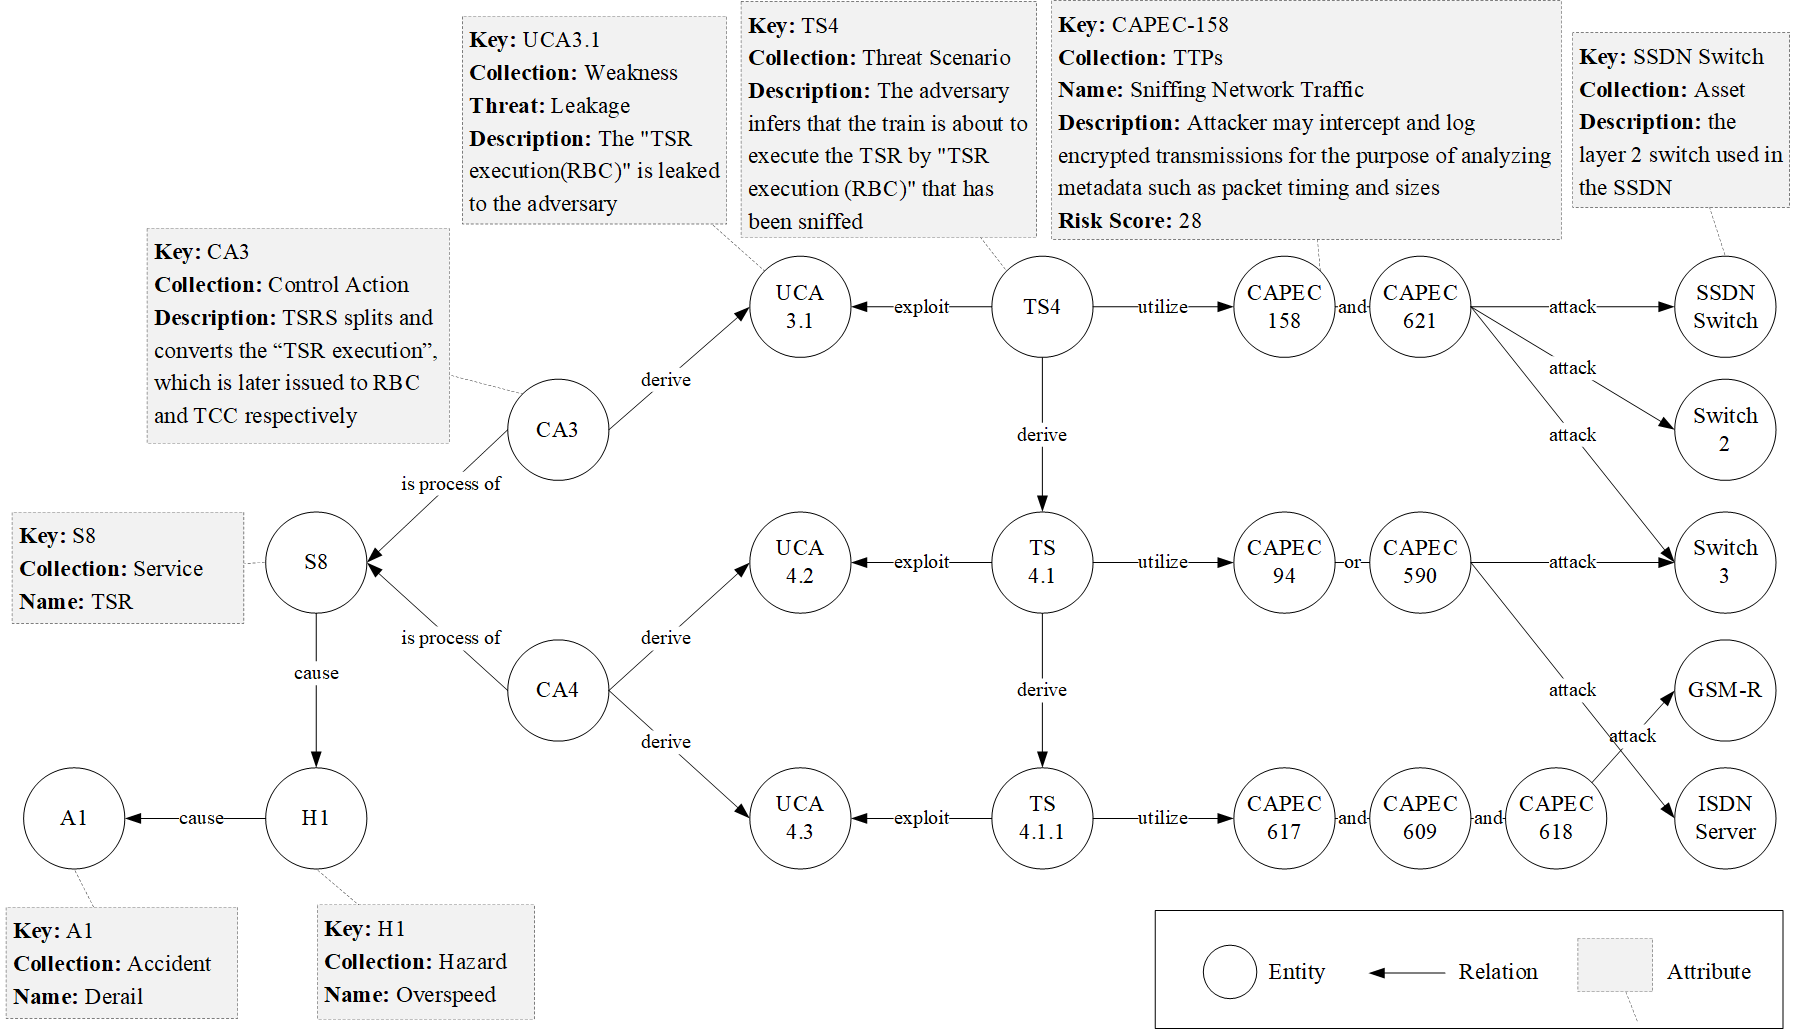 Key: UCA3.1
Collection: Weakness
Threat: Leakage
Description: The "TSR
execution(RBC)" is leaked
to the adversary
Key: TS4
Collection: Threat Scenario
Description: The adversary
infers that the train is about to
execute the TSR by "TSR
execution (RBC)" that has
been sniffed
Key: CAPEC-158
Collection: TTPs
Name: Sniffing Network Traffic
Description: Attacker may intercept and log
encrypted transmissions for the purpose of analyzing
metadata such as packet timing and sizes
Risk Score: 28
Key: SSDN Switch
Collection: Asset
Description: the
layer 2 switch used in
the SSDN
Key: CA3
Collection: Control Action
Description: TSRS splits and
converts the “TSR execution”,
which is later issued to RBC
and TCC respectively
UCA
3.1
exploit
TS4
utilize
CAPEC
158
and
CAPEC
621
attack
SSDN
Switch
attack
derive
CA3
Switch
2
derive
attack
is process of
Key: S8
Collection: Service
Name: TSR
S8
UCA
4.2
exploit
TS
4.1
utilize
CAPEC
94
or
CAPEC
590
attack
Switch
3
is process of
derive
cause
CA4
derive
attack
GSM-R
derive
attack
A1
cause
H1
UCA
4.3
exploit
TS
4.1.1
utilize
CAPEC
617
and
CAPEC
609
and
CAPEC
618
ISDN
Server
Key: A1
Collection: Accident
Name: Derail
Key: H1
Collection: Hazard
Name: Overspeed
Entity
Relation
Attribute